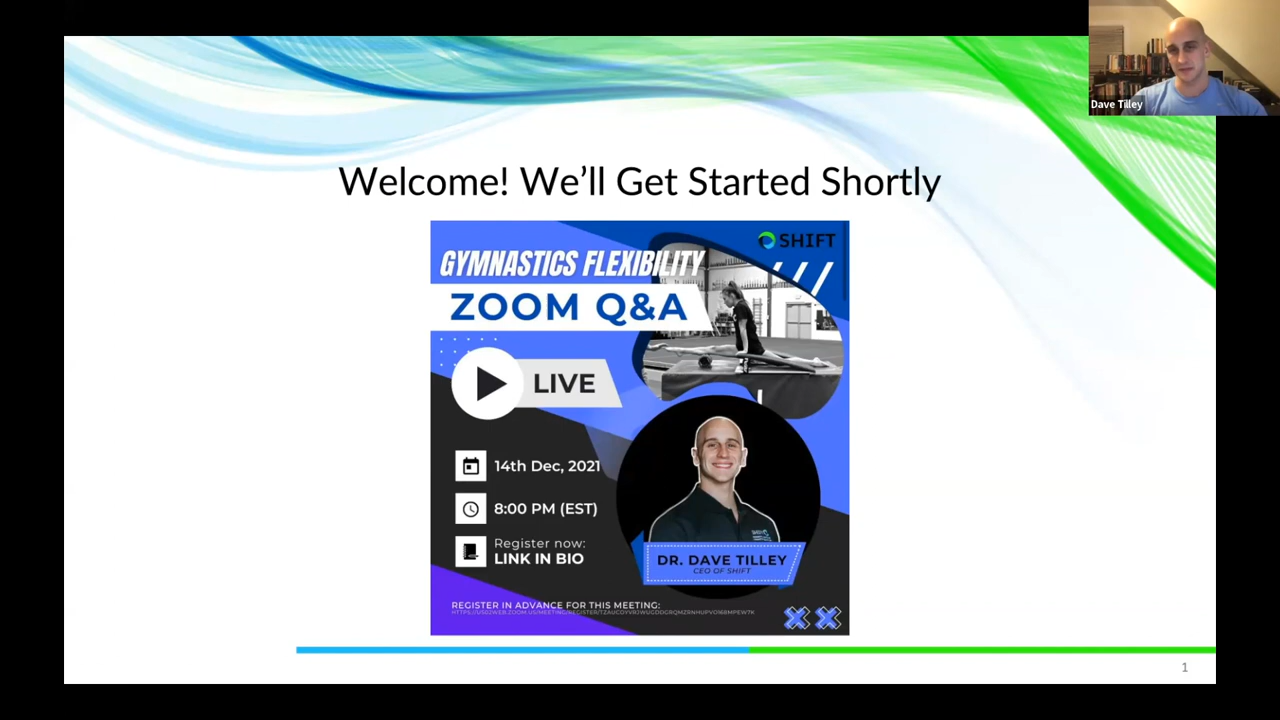 Dave Tilley
Welcome! We'll Get Started Shortly
SHIFT
GYMNASTICS FLEXIBILITY
ZOOM Q&A
LIVE
14th Dec, 2021
8:00 PM (EST)
Register now:
LINK IN BIO
DR. DAVE TILLEY
CEO OF SHIFT
REGISTER IN ADVANCE FOR THIS MEETING:
1